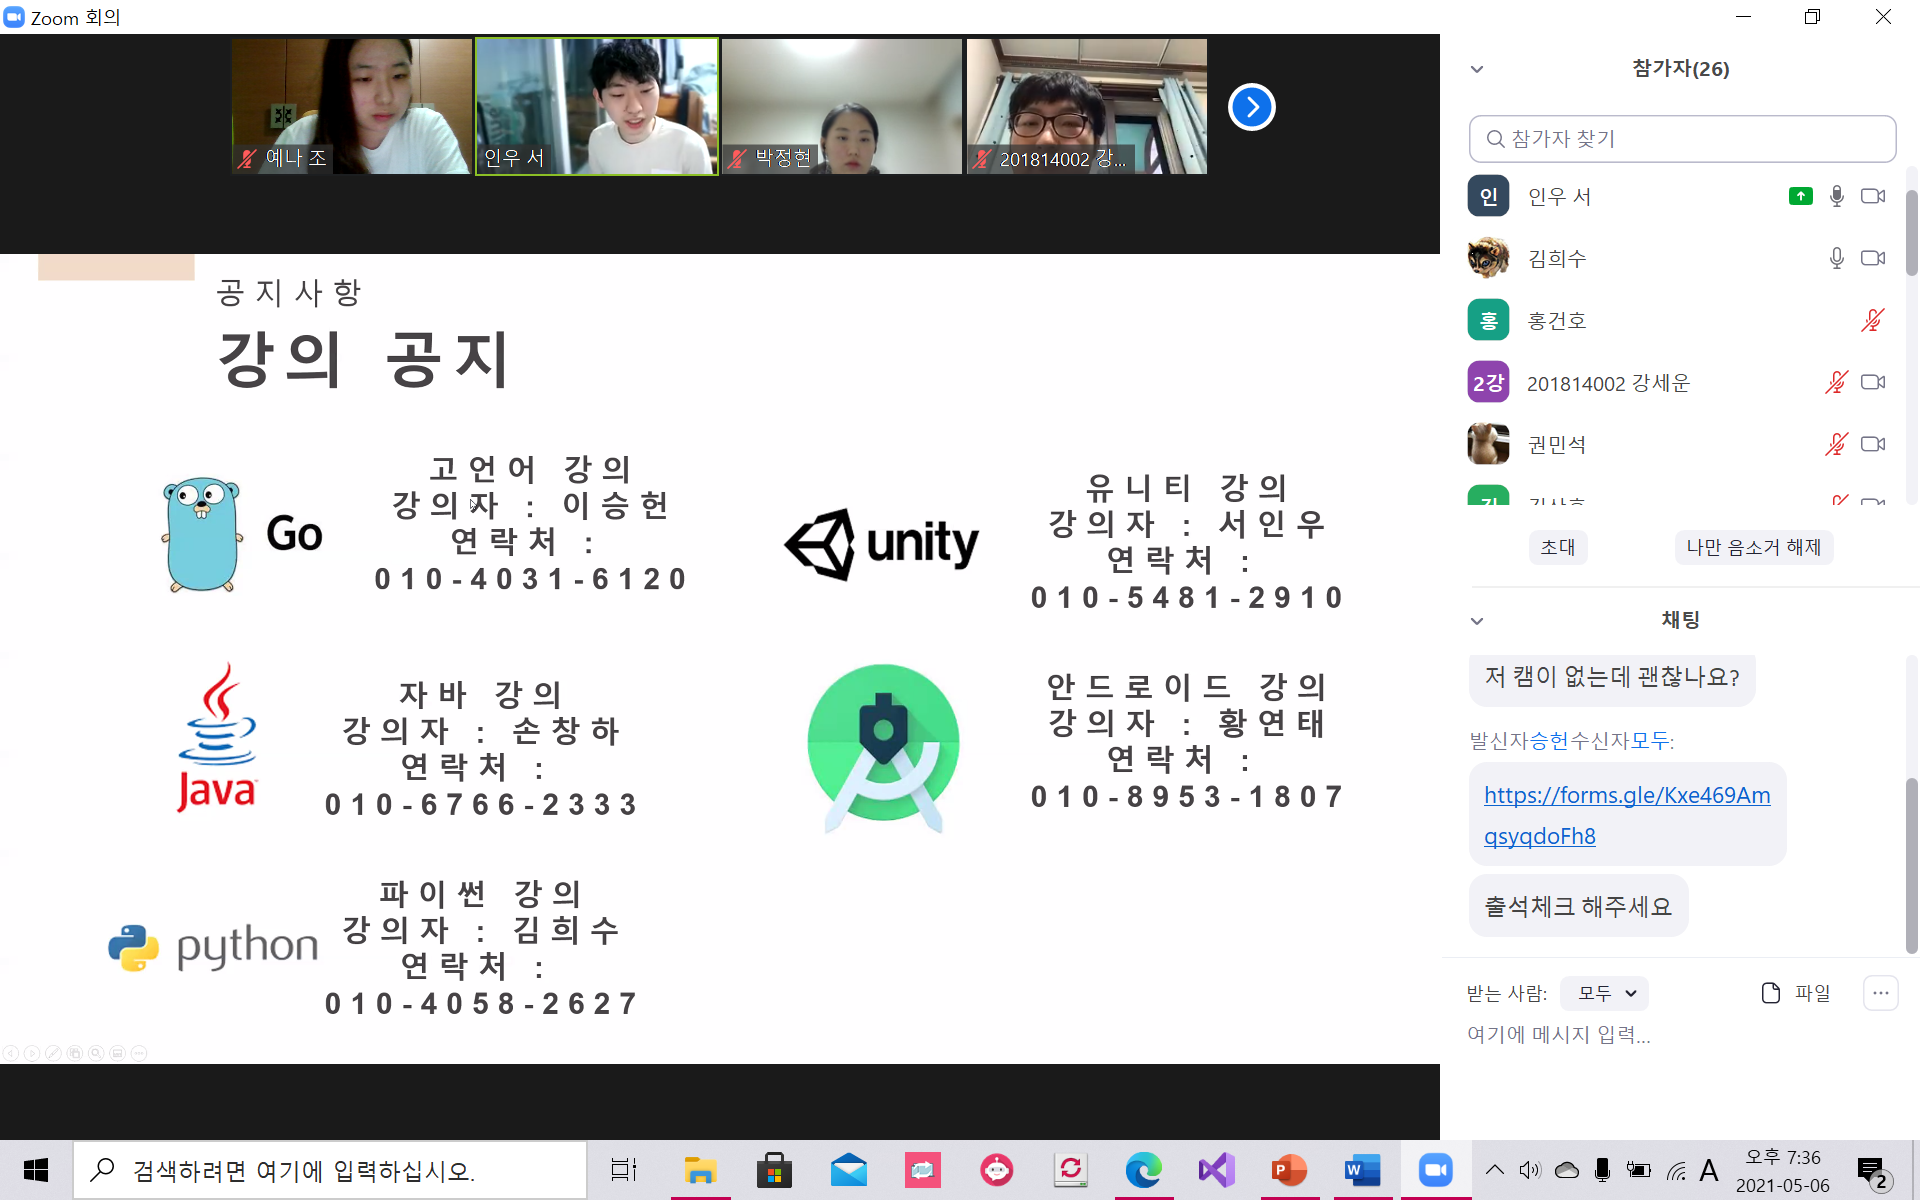 Zoom 회의
예나 조
인우 서
박정현
201814002 강...
공지사항
강의 공지
Go
고언어 강의
강의자 : 이승헌
연락처 :
010-4031-6120
unity
유니티 강의
강의자 : 서인우
연락처 :
010-5481-2910
Java
자바 강의
강의자 : 손창하
연락처 :
010-6766-2333
안드로이드 강의
강의자 : 황연태
연락처 :
010-8953-1807
python
파이썬 강의
강의자 : 김희수
연락처 :
010-4058-2627
참가자(26)
참가자 찾기
인
인우 서
김희수
홍
홍건호
2강
201814002 강세운
권민석
초대
나만 음소거 해제
채팅
저 캠이 없는데 괜찮나요?
발신자승헌수신자모두:
https://forms.gle/Kxe469Am
qsyqdoFh8
출석체크 해주세요
받는 사람:
모두
파일
여기에 메시지 입력...
검색하려면 여기에 입력하십시오.
A
오후 7:36
2021-05-06
2